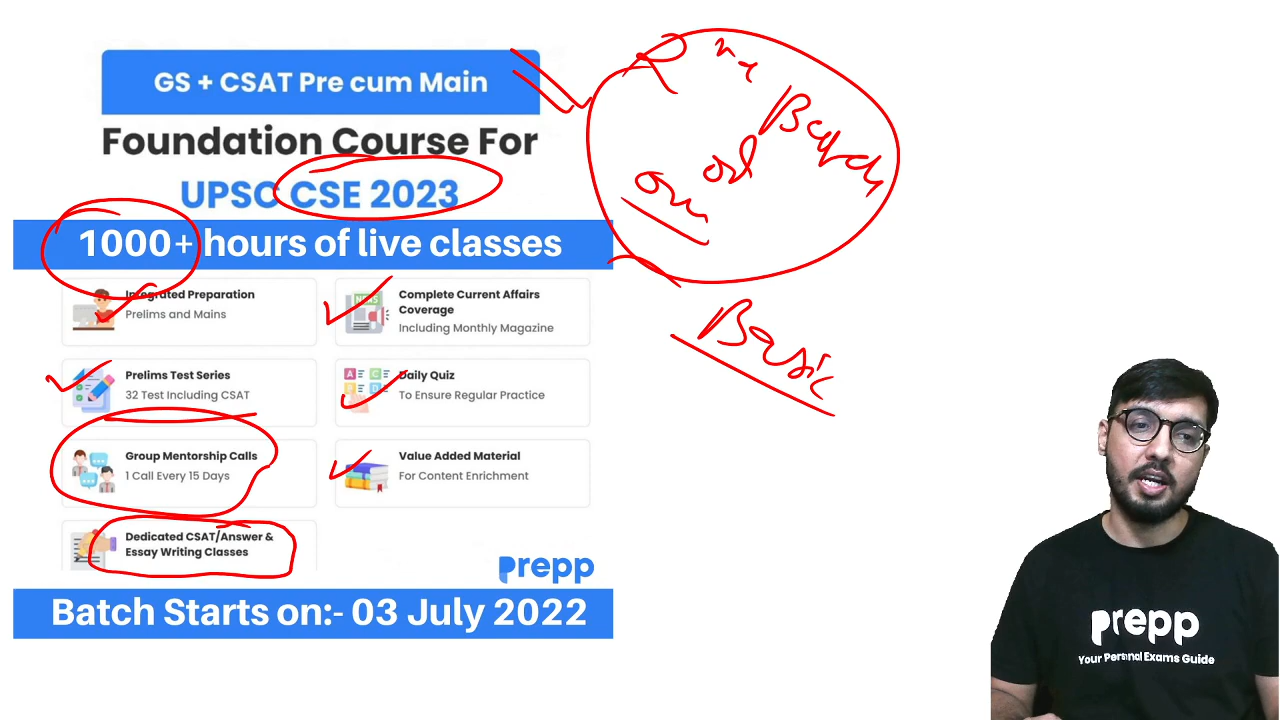 GS + CSAT Pre cum Main
Foundation Course For
UPSC CSE 2023
1000+ hours of live classes
Integrated Preparation
Prelims and Mains
Complete Current Affairs
Coverage
Including Monthly Magazine
NEWS
Prelims Test Series
32 Test Including CSAT
Daily Quiz
To Ensure Regular Practice
Group Mentorship Calls
1 Call Every 15 Days
Value Added Material
For Content Enrichment
Dedicated CSAT/Answer &
Essay Writing Classes
prepp
Batch Starts on:- 03 July 2022
Basic
prepp
Your Personal Exams Guide